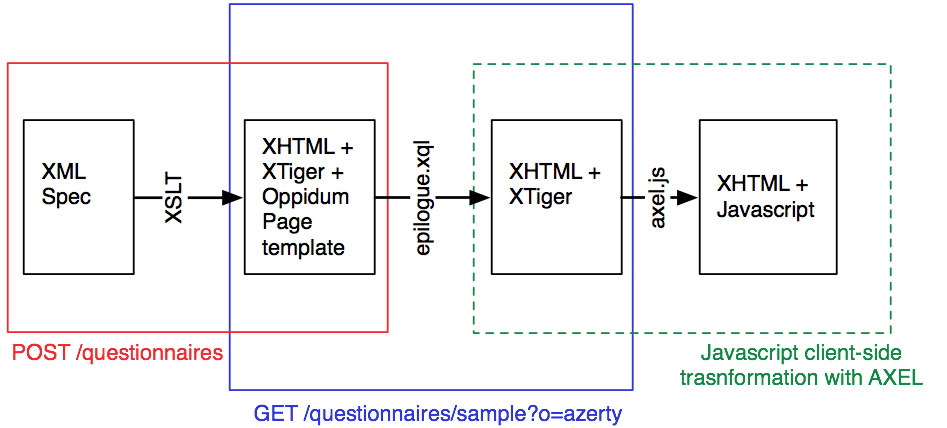 XML
Spec
XSLT
XHTML +
XTiger +
Oppidum
Page
template
epilogue.xql
XHTML +
XTiger
axel.js
XHTML +
Javascript
POST /questionnaires
Javascript client-side
trasnformation with AXEL
GET /questionnaires/sample?o=azerty